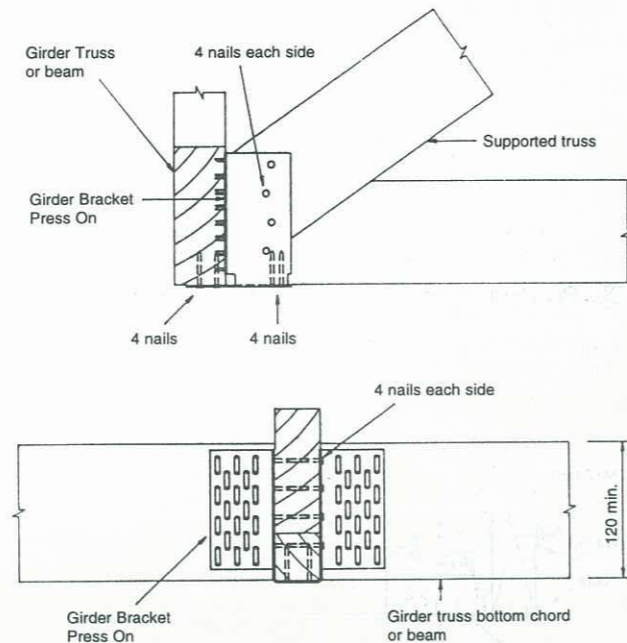 Girder Truss
or beam
4 nails each side
Supported truss
Girder Bracket
Press On
4 nails
4 nails
4 nails each side
120 min.
Girder Bracket
Press On
Girder truss bottom chord
or beam